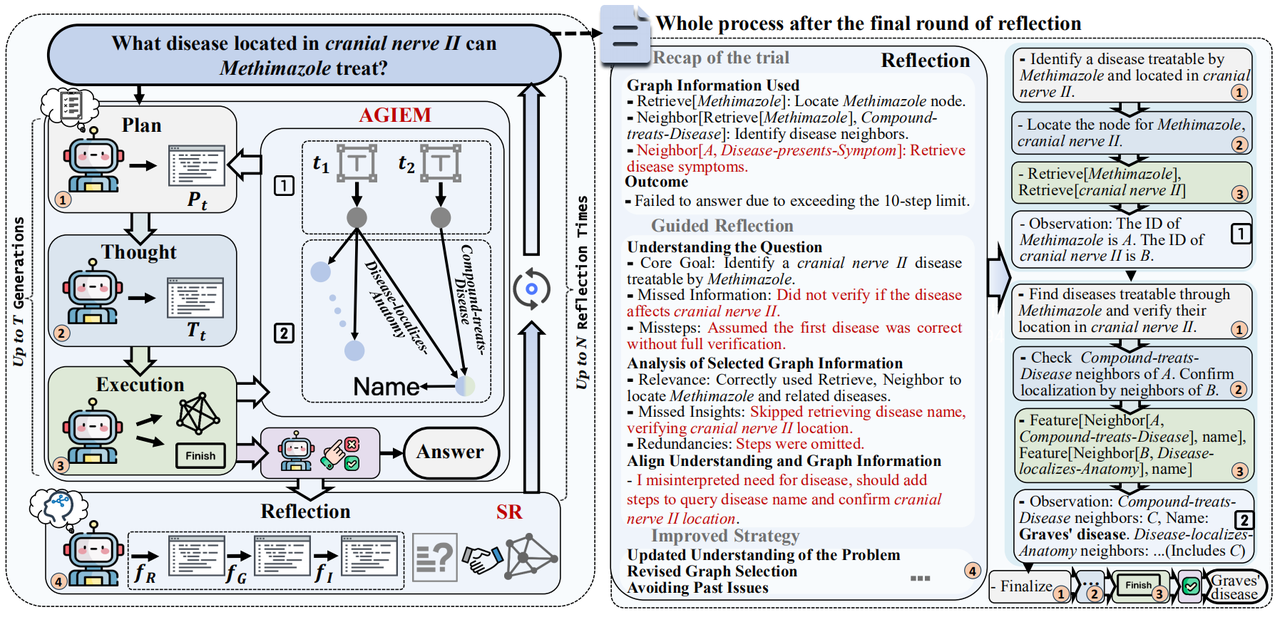 What disease located in cranial nerve II can
Methimazole treat?
Up to T Generations
Plan
Pt
1
Thought
Tt
2
Execution
Finish
3
AGIEM
1
t1
t2
2
Disease-localizes-
Anatomy
Compound-treats-
Disease
Name
Answer
Up to N Reflection Times
Reflection
SR
4
fR
fG
fI
Whole process after the final round of reflection
Recap of the trial
Reflection
Graph Information Used
- Retrieve[Methimazole]: Locate Methimazole node.
- Neighbor[Retrieve[Methimazole], Compound-
treats-Disease]: Identify disease neighbors.
- Neighbor[A, Disease-presents-Symptom]: Retrieve
disease symptoms.
Outcome
- Failed to answer due to exceeding the 10-step limit.
Guided Reflection
Understanding the Question
- Core Goal: Identify a cranial nerve II disease
treatable by Methimazole.
- Missed Information: Did not verify if the disease
affects cranial nerve II.
- Missteps: Assumed the first disease was correct
without full verification.
Analysis of Selected Graph Information
- Relevance: Correctly used Retrieve, Neighbor to
locate Methimazole and related diseases.
- Missed Insights: Skipped retrieving disease name,
verifying cranial nerve II location.
- Redundancies: Steps were omitted.
Align Understanding and Graph Information
- I misinterpreted need for disease, should add
steps to query disease name and confirm cranial
nerve II location.
Improved Strategy
Updated Understanding of the Problem
Revised Graph Selection
Avoiding Past Issues
...
4
- Identify a disease treatable by
Methimazole and located in cranial
nerve II.
1
- Locate the node for Methimazole,
cranial nerve II.
2
- Retrieve[Methimazole],
Retrieve[cranial nerve II]
3
- Observation: The ID of
Methimazole is A. The ID of
cranial nerve II is B.
1
- Find diseases treatable through
Methimazole and verify their
location in cranial nerve II.
1
- Check Compound-treats-
Disease neighbors of A. Confirm
localization by neighbors of B.
2
- Feature[Neighbor[A,
Compound-treats-Disease], name],
Feature[Neighbor[B, Disease-
localizes-Anatomy], name]
3
- Observation: Compound-treats-
Disease neighbors: C, Name:
Graves' disease. Disease-localizes-
Anatomy neighbors: ...(Includes C)
2
- Finalize
1
...
2
Finish
3
Graves'
disease